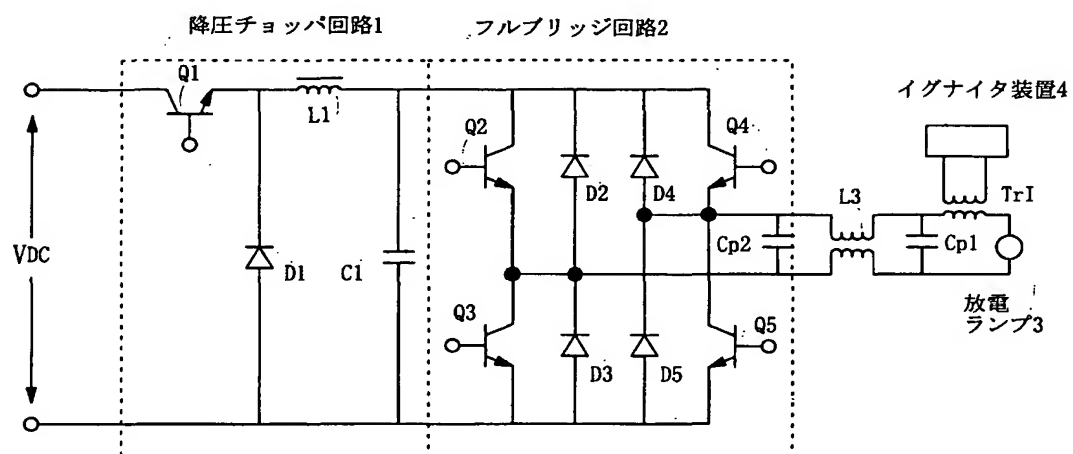 降圧チョッパ回路1
フルブリッジ回路2
イグナイタ装置4
Q1
L1
Q2
Q4
D2
D4
L3
TrI
VDC
D1
C1
Cp2
Cp1
Q3
Q5
D3
D5
放電
ランプ3